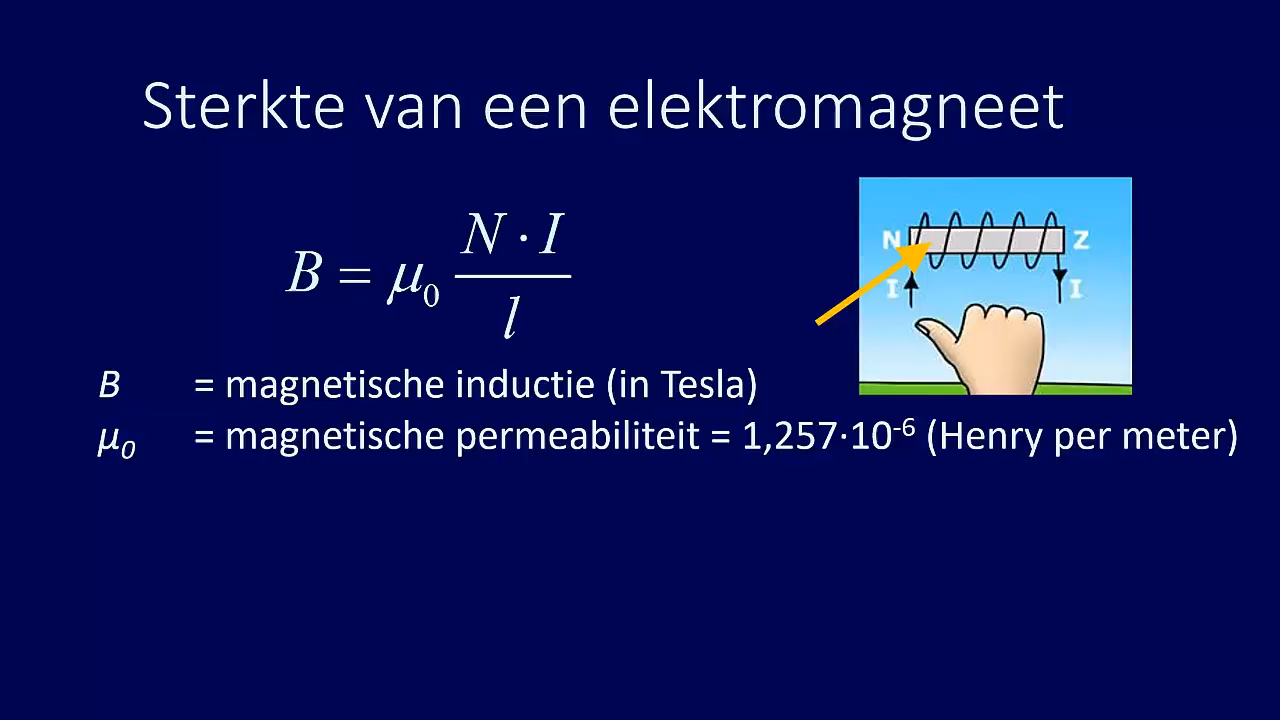 Sterkte van een elektromagneet
B = μ₀ N · I / l
N Z
I I
B = magnetische inductie (in Tesla)
μ₀ = magnetische permeabiliteit = 1,257·10⁻⁶ (Henry per meter)